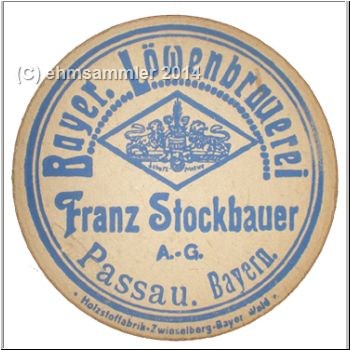 (C) ehmsammler 2014
Bayer. Löwenbrauerei
Franz Stockbauer
A.-G.
Passau. Bayern.
Holzstoffabrik-Zwieselberg-Bayer Wald